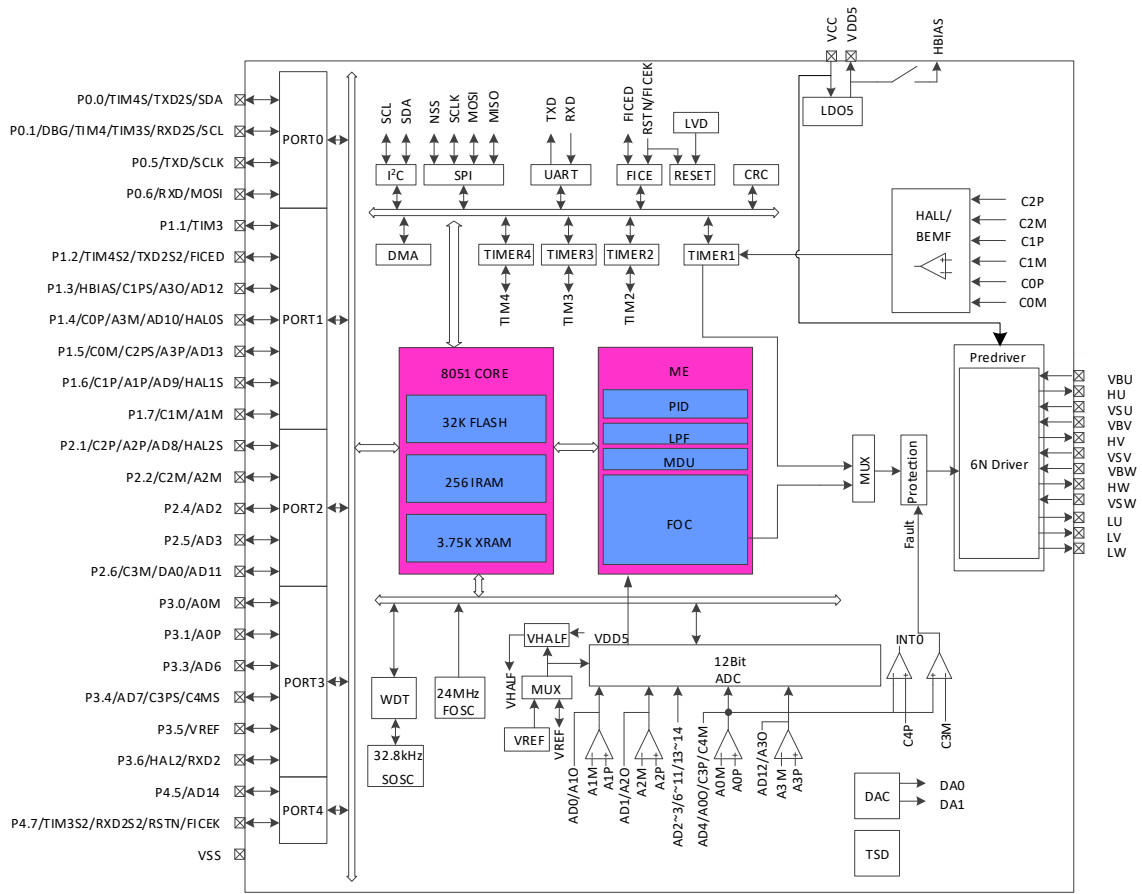 VCC
VDD5
HBIAS
LDO5
P0.0/TIM4S/TXD2S/SDA
P0.1/DBG/TIM4/TIM3S/RXD2S/SCL
P0.5/TXD/SCLK
P0.6/RXD/MOSI
P1.1/TIM3
P1.2/TIM4S2/TXD2S2/FICED
P1.3/HBIAS/C1PS/A3O/AD12
P1.4/C0P/A3M/AD10/HAL0S
P1.5/C0M/C2PS/A3P/AD13
P1.6/C1P/A1P/AD9/HAL1S
P1.7/C1M/A1M
P2.1/C2P/A2P/AD8/HAL2S
P2.2/C2M/A2M
P2.4/AD2
P2.5/AD3
P2.6/C3M/DA0/AD11
P3.0/A0M
P3.1/A0P
P3.3/AD6
P3.4/AD7/C3PS/C4MS
P3.5/VREF
P3.6/HAL2/RXD2
P4.5/AD14
P4.7/TIM3S2/RXD2S2/RSTN/FICEK
VSS
PORT0
PORT1
PORT2
PORT3
PORT4
SCL
SDA
NSS
SCLK
MOSI
MISO
TXD
RXD
FICED
RSTN/FICEK
LVD
I²C
SPI
UART
FICE
RESET
CRC
DMA
TIMER4
TIMER3
TIMER2
TIMER1
TIM4
TIM3
TIM2
HALL/
BEMF
C2P
C2M
C1P
C1M
C0P
C0M
8051 CORE
32K FLASH
256 IRAM
3.75K XRAM
ME
PID
LPF
MDU
FOC
MUX
Protection
Fault
Predriver
6N Driver
VBU
HU
VSU
VBV
HV
VSV
VBW
HW
VSW
LU
LV
LW
WDT
32.8kHz
SOSC
24MHz
FOSC
VHALF
VDD5
VHALF
MUX
VREF
VREF
12Bit
ADC
AD0/A1O
A1M
A1P
AD1/A2O
A2M
A2P
AD2~3/6~11/13~14
AD4/A0O/C3P/C4M
A0M
A0P
AD12/A3O
A3M
A3P
INT0
C4P
C3M
DAC
DA0
DA1
TSD